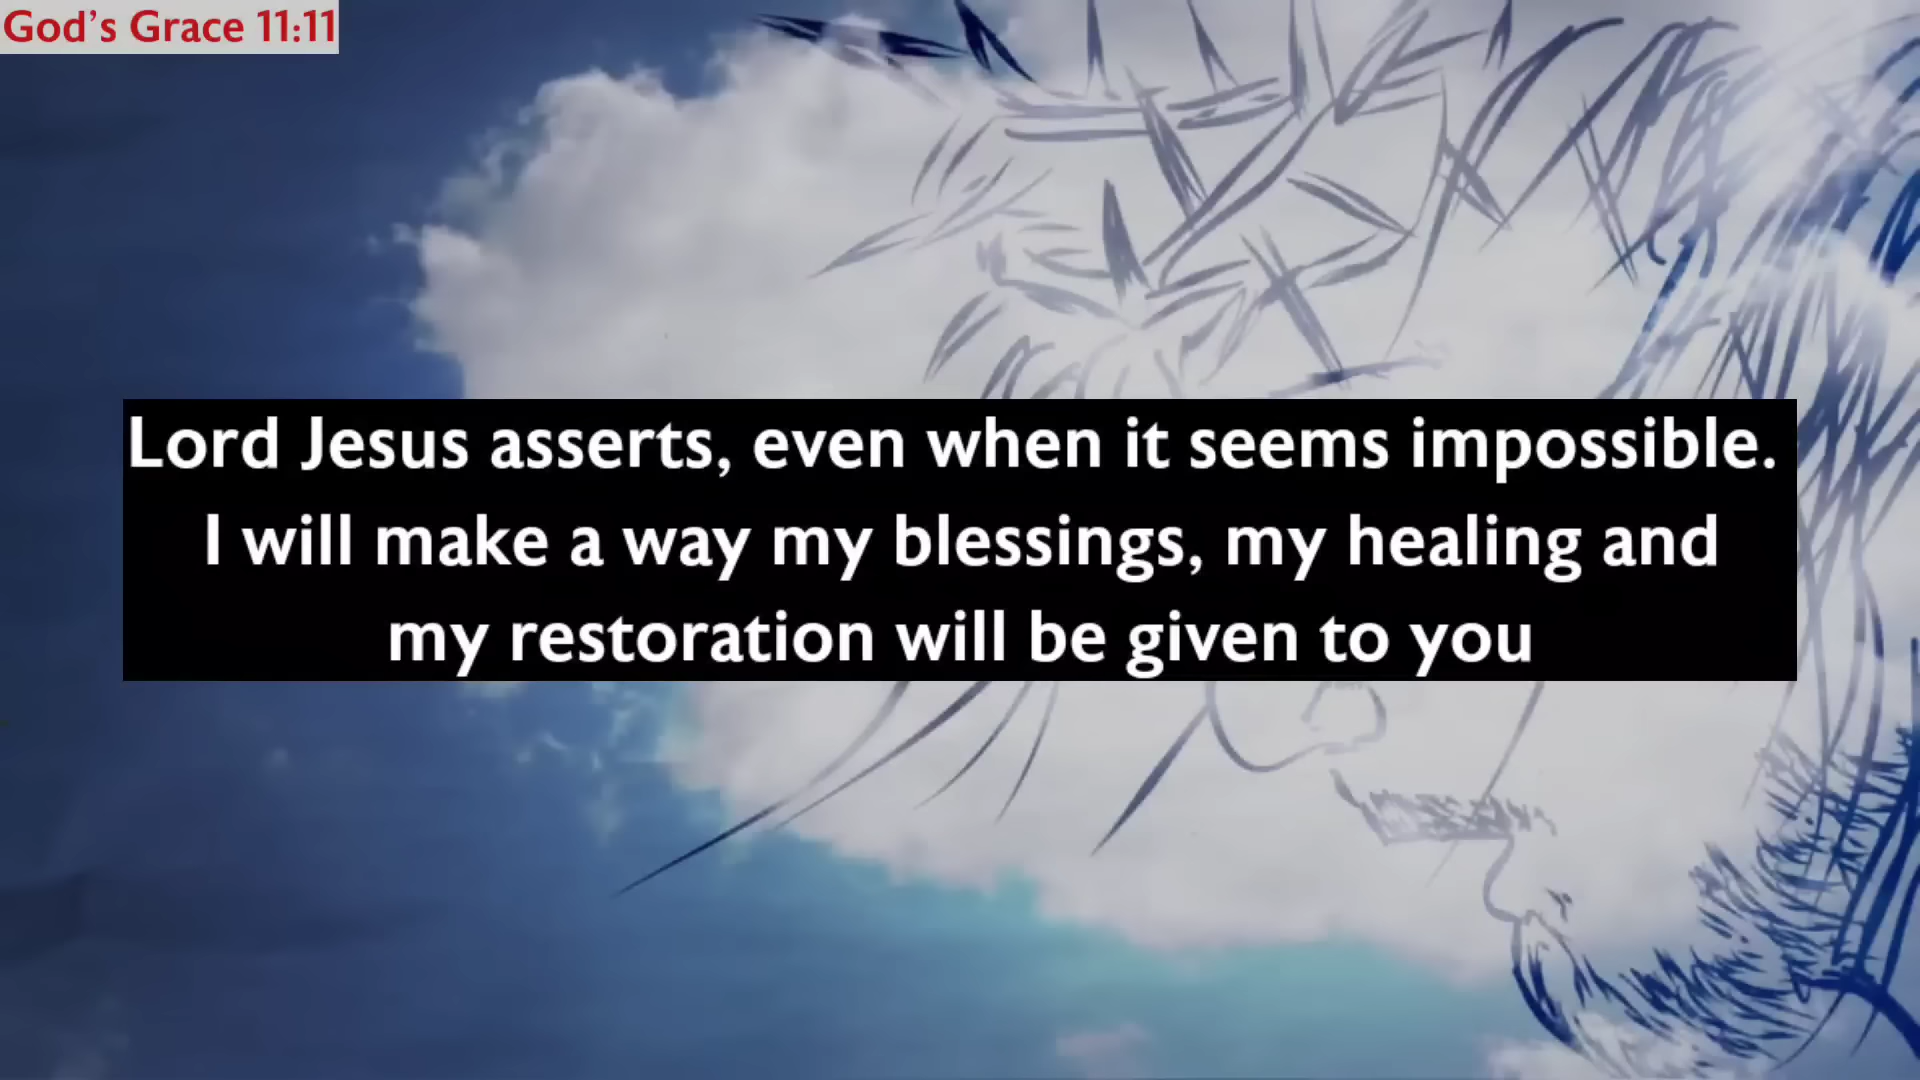 God’s Grace 11:11
Lord Jesus asserts, even when it seems impossible.
I will make a way my blessings, my healing and
my restoration will be given to you